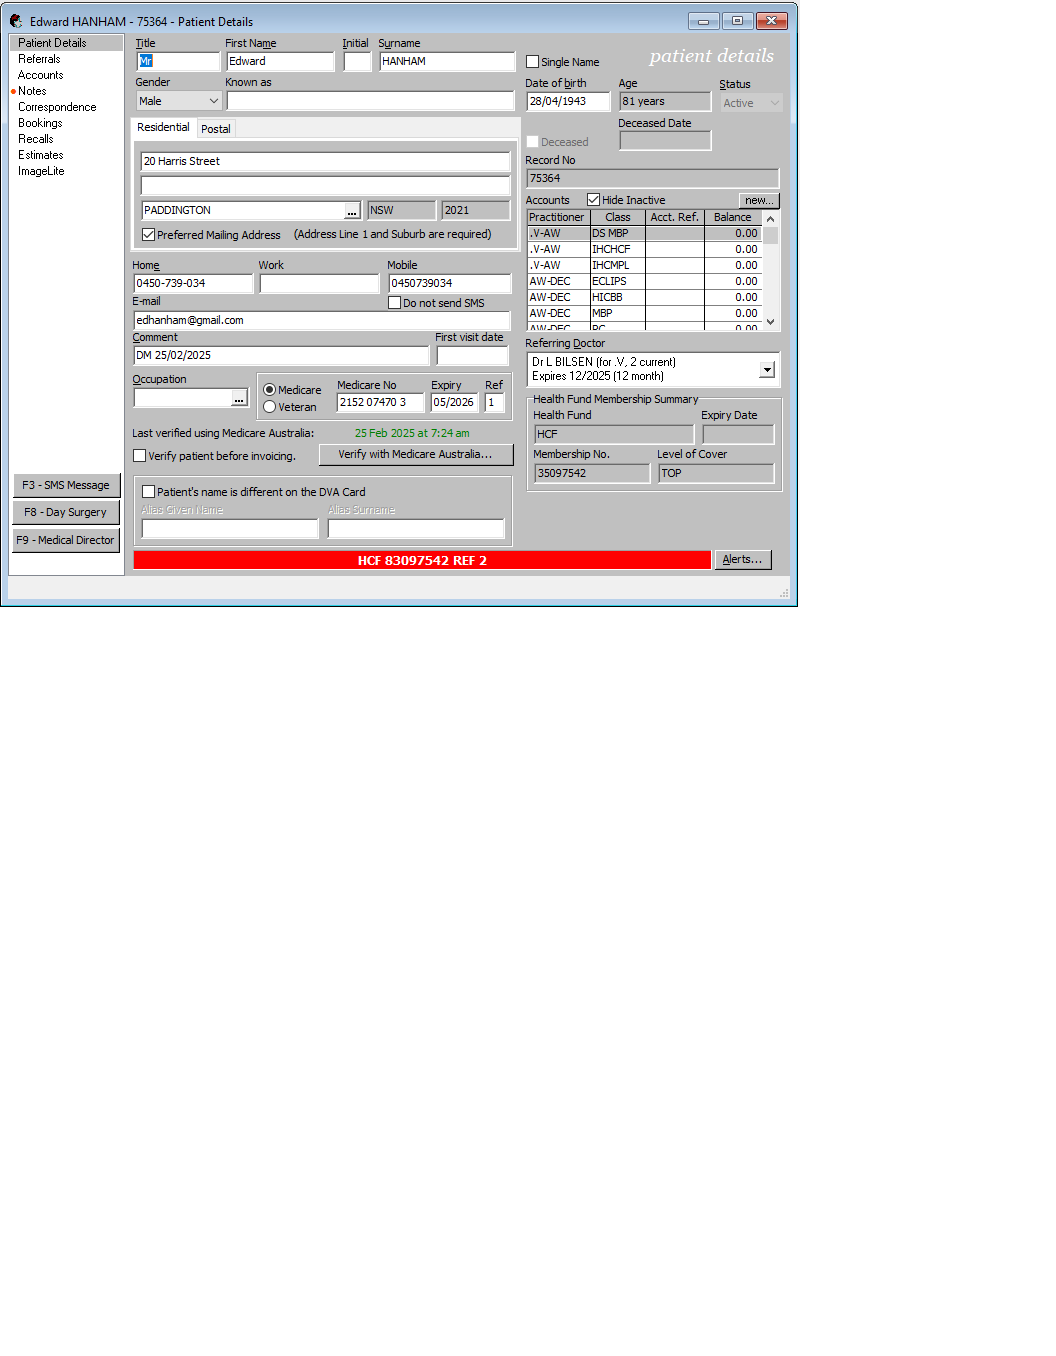 Edward HANHAM - 75364 - Patient Details
Patient Details
Referrals
Accounts
Notes
Correspondence
Bookings
Recalls
Estimates
ImageLite
F3 - SMS Message
F8 - Day Surgery
F9 - Medical Director
patient details
Title First Name Initial Surname
Mr Edward HANHAM
Single Name
Gender Known as
Male
Date of birth Age Status
28/04/1943 81 years Active
Deceased Deceased Date
Residential Postal
20 Harris Street
PADDINGTON ... NSW 2021
Preferred Mailing Address (Address Line 1 and Suburb are required)
Record No
75364
Accounts Hide Inactive new...
Practitioner Class Acct. Ref. Balance
.V-AW DS MBP 0.00
.V-AW IHCHCF 0.00
.V-AW IHCMPL 0.00
AW-DEC ECLIPS 0.00
AW-DEC HICBB 0.00
AW-DEC MBP 0.00
AW-DEC PC 0.00
Home Work Mobile
0450-739-034 0450739034
E-mail Do not send SMS
edhanham@gmail.com
Comment First visit date
DM 25/02/2025
Referring Doctor
Dr L BILSEN (for .V, 2 current)
Expires 12/2025 (12 month)
Occupation
...
Medicare
Veteran
Medicare No Expiry Ref
2152 07470 3 05/2026 1
Last verified using Medicare Australia: 25 Feb 2025 at 7:24 am
Verify patient before invoicing. Verify with Medicare Australia...
Health Fund Membership Summary
Health Fund Expiry Date
HCF
Membership No. Level of Cover
35097542 TOP
Patient's name is different on the DVA Card
Alias Given Name Alias Surname
HCF 83097542 REF 2
Alerts...